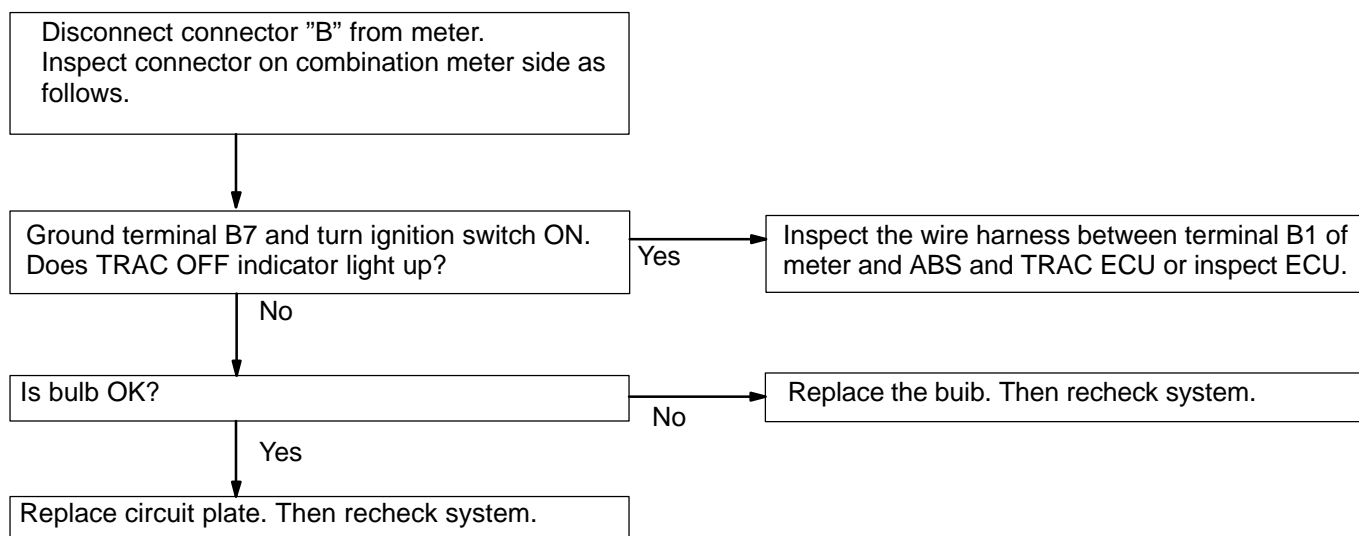 Disconnect connector ”B” from meter.
Inspect connector on combination meter side as
follows.
Ground terminal B7 and turn ignition switch ON.
Does TRAC OFF indicator light up?
Yes
Inspect the wire harness between terminal B1 of
meter and ABS and TRAC ECU or inspect ECU.
No
Is bulb OK?
No
Replace the buib. Then recheck system.
Yes
Replace circuit plate. Then recheck system.